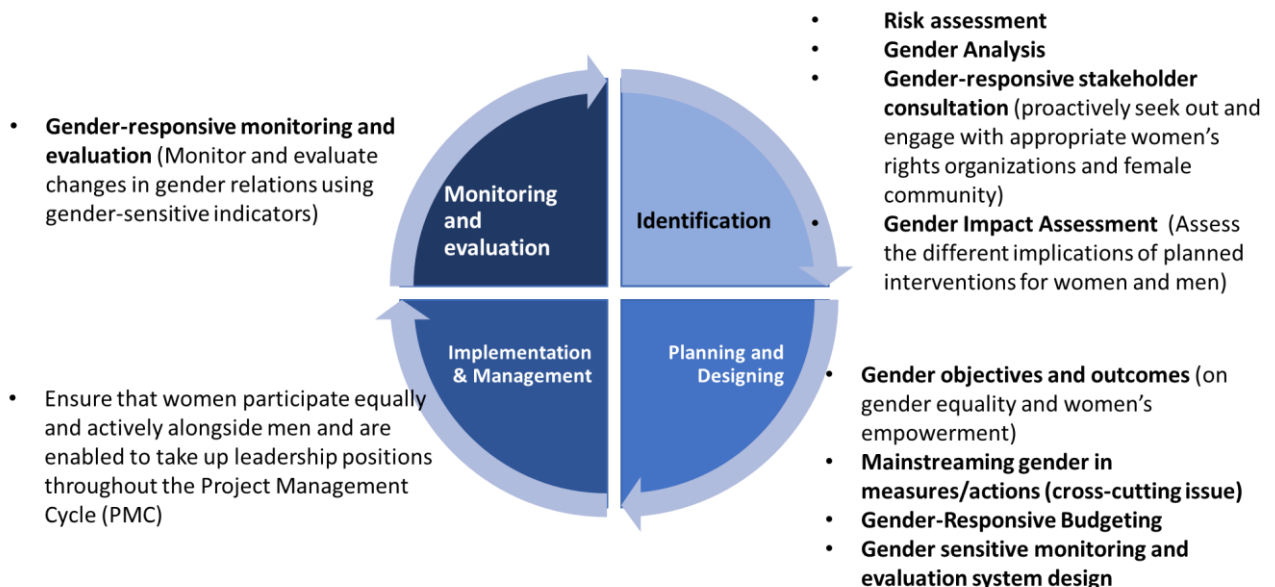 • Risk assessment
• Gender Analysis
• Gender-responsive stakeholder
consultation (proactively seek out and
engage with appropriate women's
rights organizations and female
community)
• Gender Impact Assessment (Assess
the different implications of planned
interventions for women and men)
• Gender-responsive monitoring and
evaluation (Monitor and evaluate
changes in gender relations using
gender-sensitive indicators)
Monitoring
and
evaluation
Identification
Implementation
& Management
Planning and
Designing
• Gender objectives and outcomes (on
gender equality and women's
empowerment)
• Mainstreaming gender in
measures/actions (cross-cutting issue)
• Gender-Responsive Budgeting
• Gender sensitive monitoring and
evaluation system design
• Ensure that women participate equally
and actively alongside men and are
enabled to take up leadership positions
throughout the Project Management
Cycle (PMC)